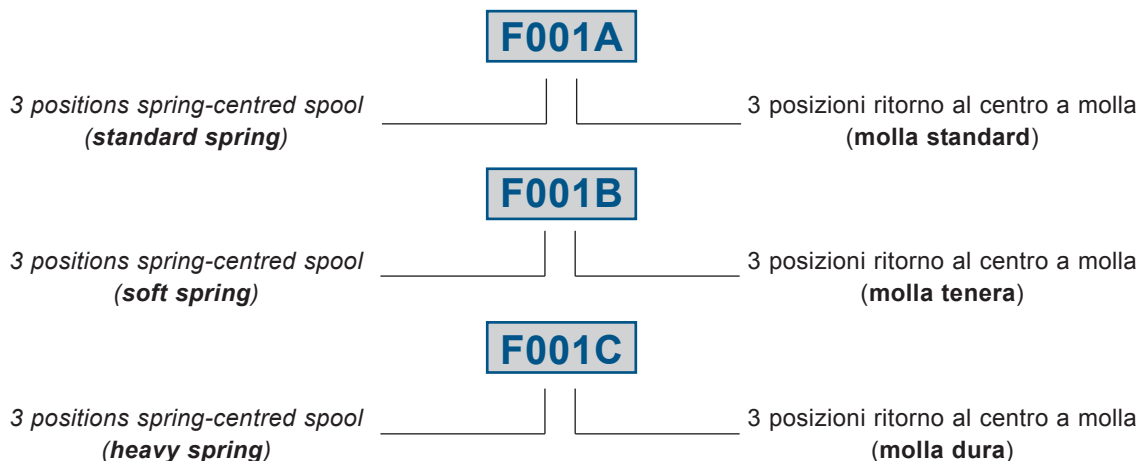 F001A
3 positions spring-centred spool
(standard spring)
3 posizioni ritorno al centro a molla
(molla standard)
F001B
3 positions spring-centred spool
(soft spring)
3 posizioni ritorno al centro a molla
(molla tenera)
F001C
3 positions spring-centred spool
(heavy spring)
3 posizioni ritorno al centro a molla
(molla dura)